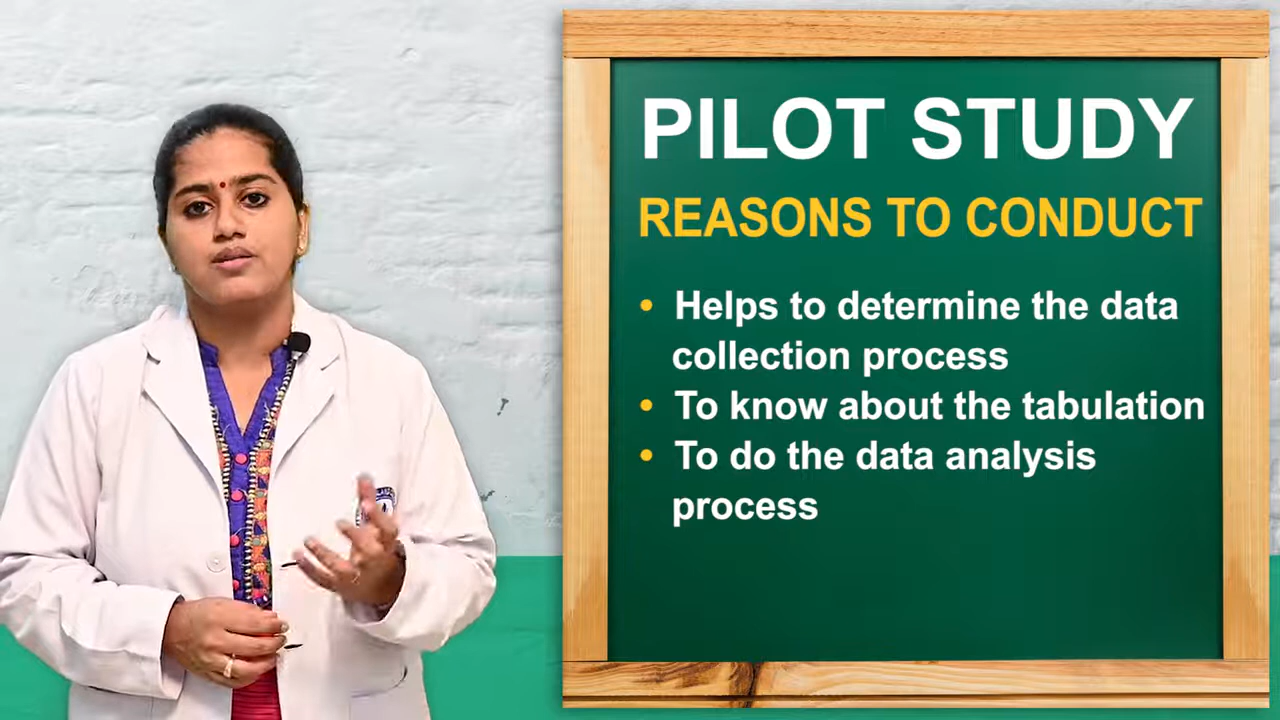 PILOT STUDY
REASONS TO CONDUCT
• Helps to determine the data
collection process
• To know about the tabulation
• To do the data analysis
process